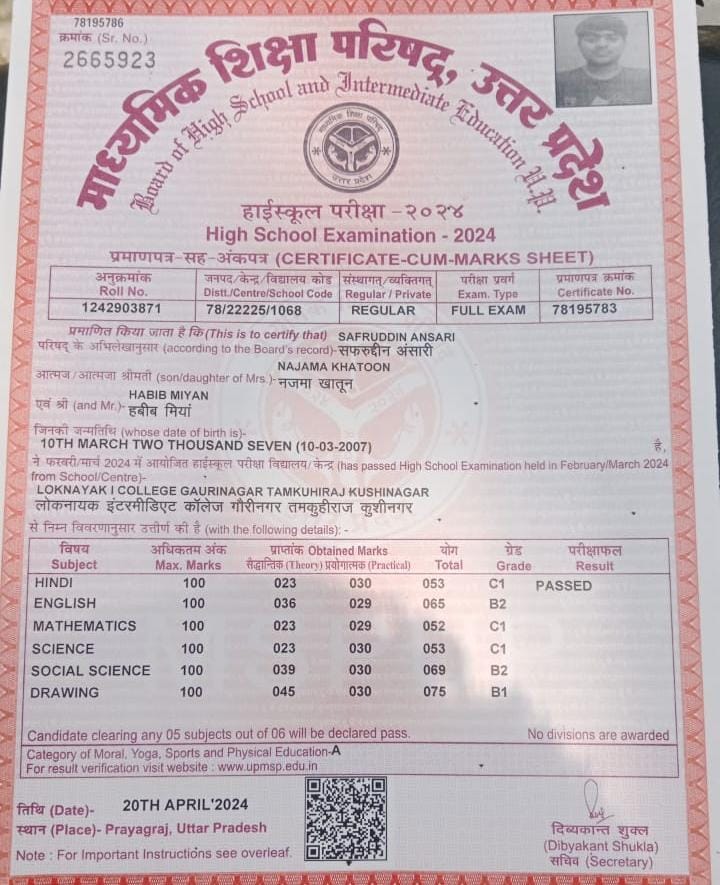 78195786
क्रमांक (Sr. No.)
2665923
माध्यमिक शिक्षा परिषद्, उत्तर प्रदेश
Board of High School and Intermediate Education U.P.
माध्यमिक शिक्षा परिषद्
उत्तर प्रदेश
हाईस्कूल परीक्षा -२०२४
High School Examination - 2024
प्रमाणपत्र-सह-अंकपत्र (CERTIFICATE-CUM-MARKS SHEET)
अनुक्रमांक जनपद/केन्द्र/विद्यालय कोड संस्थागत/व्यक्तिगत परीक्षा प्रवर्ग प्रमाणपत्र क्रमांक
Roll No. Distt./Centre/School Code Regular / Private Exam. Type Certificate No.
1242903871 78/22225/1068 REGULAR FULL EXAM 78195783
प्रमाणित किया जाता है कि (This is to certify that) SAFRUDDIN ANSARI
परिषद् के अभिलेखानुसार (according to the Board's record)- सफरुद्दीन अंसारी
NAJAMA KHATOON
आत्मज/आत्मजा श्रीमती (son/daughter of Mrs.)- नजमा खातून
HABIB MIYAN
एवं श्री (and Mr.)- हबीब मियां
जिनकी जन्मतिथि (whose date of birth is)-
10TH MARCH TWO THOUSAND SEVEN (10-03-2007) है,
ने फरवरी/मार्च 2024 में आयोजित हाईस्कूल परीक्षा विद्यालय/केन्द्र (has passed High School Examination held in February/March 2024
from School/Centre)-
LOKNAYAK I COLLEGE GAURINAGAR TAMKUHIRAJ KUSHINAGAR
लोकनायक इंटरमीडिएट कॉलेज गौरीनगर तमकुहीराज कुशीनगर
से निम्न विवरणानुसार उत्तीर्ण की है (with the following details): -
विषय अधिकतम अंक प्राप्तांक Obtained Marks योग ग्रेड परीक्षाफल
Subject Max. Marks सैद्धान्तिक (Theory) प्रयोगात्मक (Practical) Total Grade Result
HINDI 100 023 030 053 C1 PASSED
ENGLISH 100 036 029 065 B2
MATHEMATICS 100 023 029 052 C1
SCIENCE 100 023 030 053 C1
SOCIAL SCIENCE 100 039 030 069 B2
DRAWING 100 045 030 075 B1
Candidate clearing any 05 subjects out of 06 will be declared pass. No divisions are awarded
Category of Moral, Yoga, Sports and Physical Education-A
For result verification visit website : www.upmsp.edu.in
तिथि (Date)- 20TH APRIL'2024
स्थान (Place)- Prayagraj, Uttar Pradesh
Note : For Important Instructions see overleaf.
दिब्यकान्त शुक्ल
(Dibyakant Shukla)
सचिव (Secretary)